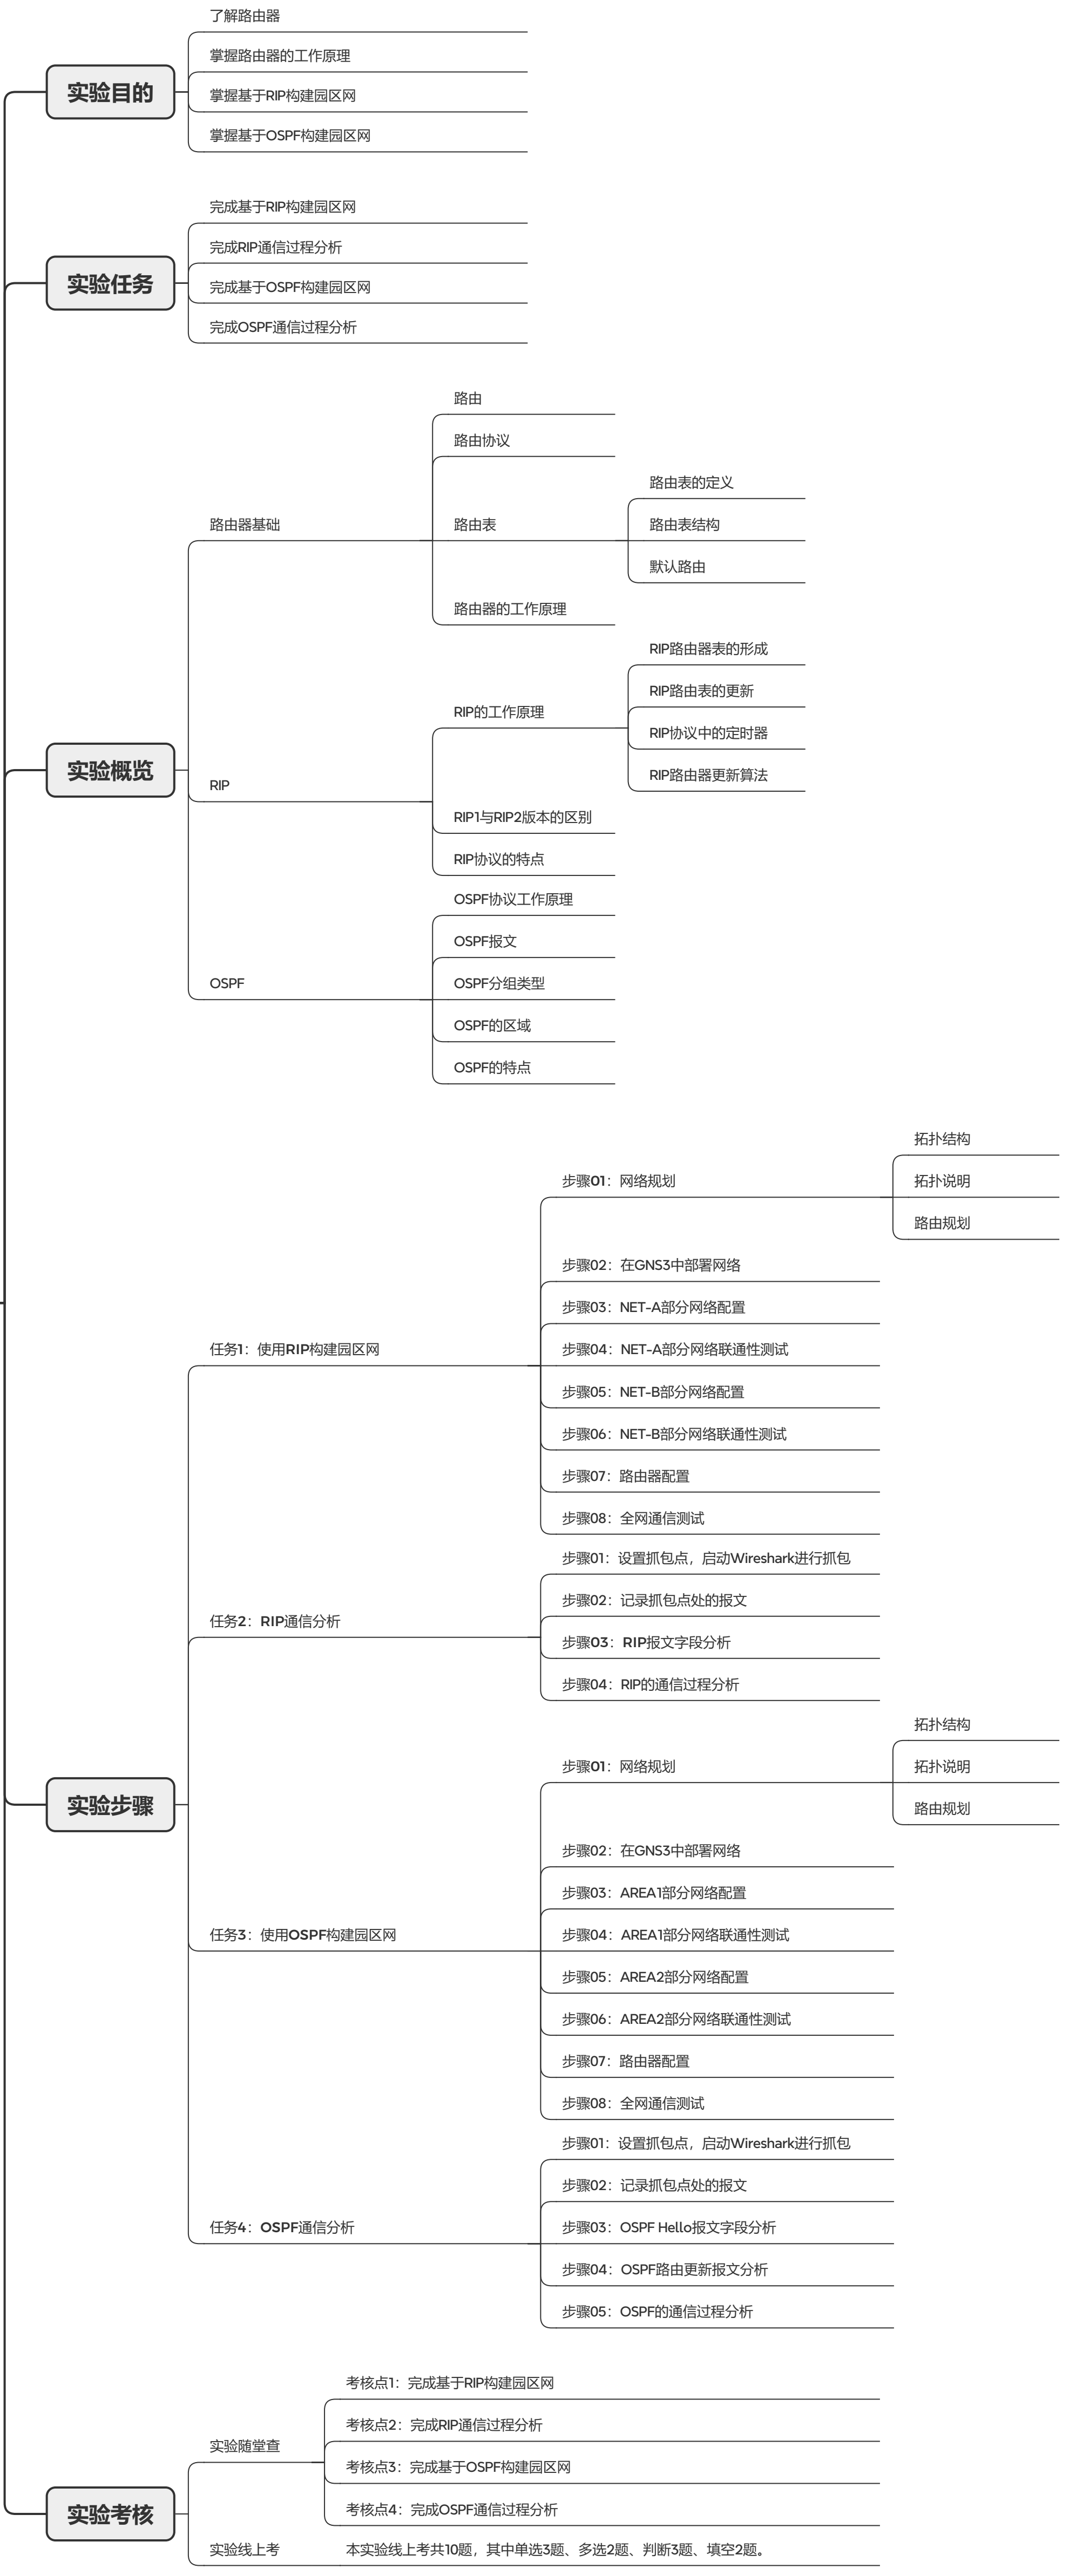 实验目的
了解路由器
掌握路由器的工作原理
掌握基于RIP构建园区网
掌握基于OSPF构建园区网
实验任务
完成基于RIP构建园区网
完成RIP通信过程分析
完成基于OSPF构建园区网
完成OSPF通信过程分析
实验概览
路由器基础
路由
路由协议
路由表
路由表的定义
路由表结构
默认路由
路由器的工作原理
RIP
RIP的工作原理
RIP路由器表的形成
RIP路由表的更新
RIP协议中的定时器
RIP路由器更新算法
RIP1与RIP2版本的区别
RIP协议的特点
OSPF
OSPF协议工作原理
OSPF报文
OSPF分组类型
OSPF的区域
OSPF的特点
实验步骤
任务1：使用RIP构建园区网
步骤01：网络规划
拓扑结构
拓扑说明
路由规划
步骤02：在GNS3中部署网络
步骤03：NET-A部分网络配置
步骤04：NET-A部分网络联通性测试
步骤05：NET-B部分网络配置
步骤06：NET-B部分网络联通性测试
步骤07：路由器配置
步骤08：全网通信测试
任务2：RIP通信分析
步骤01：设置抓包点，启动Wireshark进行抓包
步骤02：记录抓包点处的报文
步骤03：RIP报文字段分析
步骤04：RIP的通信过程分析
任务3：使用OSPF构建园区网
步骤01：网络规划
拓扑结构
拓扑说明
路由规划
步骤02：在GNS3中部署网络
步骤03：AREA1部分网络配置
步骤04：AREA1部分网络联通性测试
步骤05：AREA2部分网络配置
步骤06：AREA2部分网络联通性测试
步骤07：路由器配置
步骤08：全网通信测试
任务4：OSPF通信分析
步骤01：设置抓包点，启动Wireshark进行抓包
步骤02：记录抓包点处的报文
步骤03：OSPF Hello报文字段分析
步骤04：OSPF路由更新报文分析
步骤05：OSPF的通信过程分析
实验考核
实验随堂查
考核点1：完成基于RIP构建园区网
考核点2：完成RIP通信过程分析
考核点3：完成基于OSPF构建园区网
考核点4：完成OSPF通信过程分析
实验线上考
本实验线上考共10题，其中单选3题、多选2题、判断3题、填空2题。